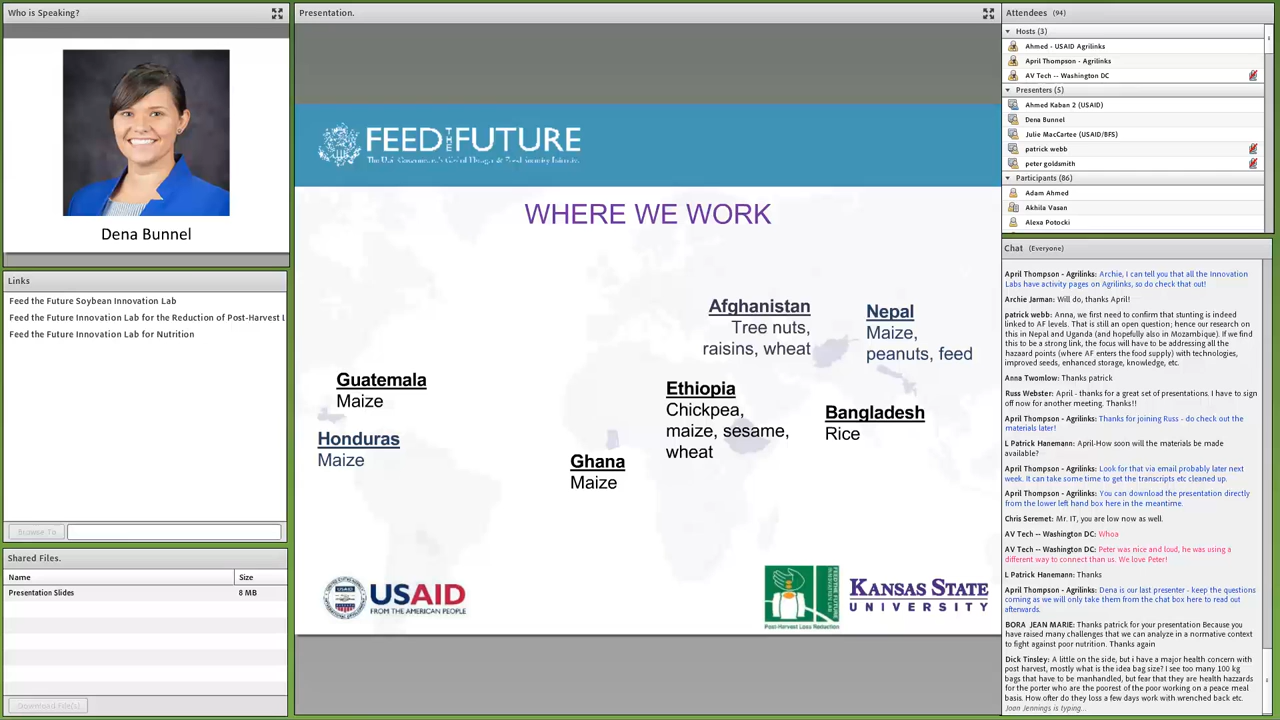 Who is Speaking?
Dena Bunnel
Links
Feed the Future Soybean Innovation Lab
Feed the Future Innovation Lab for the Reduction of Post-Harvest L
Feed the Future Innovation Lab for Nutrition
Browse To
Shared Files.
Name Size
Presentation Slides 8 MB
Download File(s)
Presentation.
FEED THE FUTURE
The U.S. Government's Global Hunger & Food Security Initiative
WHERE WE WORK
Afghanistan
Tree nuts,
raisins, wheat
Nepal
Maize,
peanuts, feed
Guatemala
Maize
Honduras
Maize
Ethiopia
Chickpea,
maize, sesame,
wheat
Bangladesh
Rice
Ghana
Maize
USAID
FROM THE AMERICAN PEOPLE
Post-Harvest Loss Reduction
KANSAS STATE
UNIVERSITY
Attendees (94)
Hosts (3)
Ahmed - USAID Agrilinks
April Thompson - Agrilinks
AV Tech -- Washington DC
Presenters (5)
Ahmed Kaban 2 (USAID)
Dena Bunnel
Julie MacCartee (USAID/BFS)
patrick webb
peter goldsmith
Participants (86)
Adam Ahmed
Akhila Vasan
Alexa Potocki
Chat (Everyone)
April Thompson - Agrilinks: Archie, I can tell you that all the Innovation
Labs have activity pages on Agrilinks, so do check that out!
Archie Jarman: Will do, thanks April!
patrick webb: Anna, we first need to confirm that stunting is indeed
linked to AF levels. That is still an open question; hence our research on
this in Nepal and Uganda (and hopefully also in Mozambique). If we find
this to be a strong link, the focus will have to be addressing all the
hazaard points (where AF enters the food supply) with technologies,
improved seeds, enhanced storage, knowledge, etc.
Anna Twomlow: Thanks patrick
Russ Webster: April - thanks for a great set of presentations. I have to sign
off now for another meeting. Thanks!!
April Thompson - Agrilinks: Thanks for joining Russ - do check out the
materials later!
L Patrick Hanemann: April-How soon will the materials be made
available?
April Thompson - Agrilinks: Look for that via email probably later next
week. It can take some time to get the transcripts etc cleaned up.
April Thompson - Agrilinks: You can download the presentation directly
from the lower left hand box here in the meantime.
Chris Seremet: Mr. IT, you are low now as well.
AV Tech -- Washington DC: Whoa
AV Tech -- Washington DC: Peter was nice and loud, he was using a
different way to connect than us. We love Peter!
L Patrick Hanemann: Thanks
April Thompson - Agrilinks: Dena is our last presenter - keep the questions
coming as we will only take them from the chat box here to read out
afterwards.
BORA JEAN MARIE: Thanks patrick for your presentation Because you
have raised many challenges that we can analyze in a normative context
to fight against poor nutrition. Thanks again
Dick Tinsley: A little on the side, but i have a major health concern with
post harvest, mostly what is the idea bag size? I see too many 100 kg
bags that have to be manhandled, but fear that they are health hazzards
for the porter who are the poorest of the poor working on a peace meal
basis. How often do they loss a few days work with wrenched back etc.
Joan Jennings is typing...